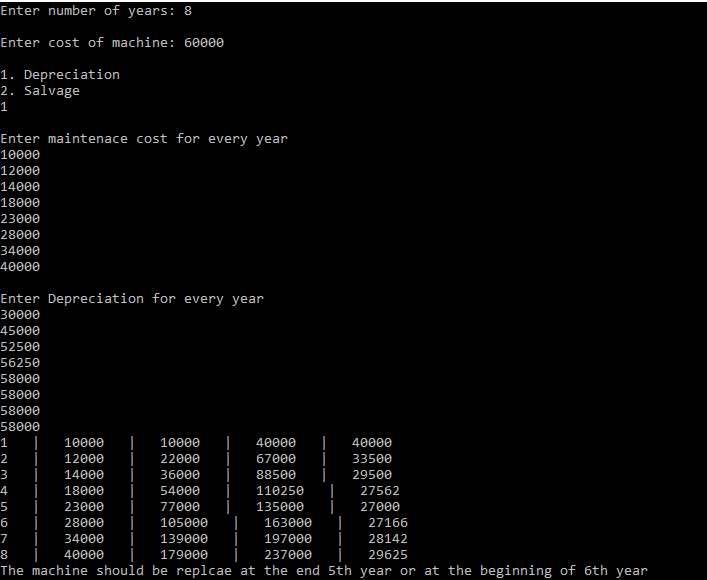 Enter number of years: 8
Enter cost of machine: 60000
1. Depreciation
2. Salvage
1
Enter maintenace cost for every year
10000
12000
14000
18000
23000
28000
34000
40000
Enter Depreciation for every year
30000
45000
52500
56250
58000
58000
58000
58000
1 | 10000 | 10000 | 40000 | 40000
2 | 12000 | 22000 | 67000 | 33500
3 | 14000 | 36000 | 88500 | 29500
4 | 18000 | 54000 | 110250 | 27562
5 | 23000 | 77000 | 135000 | 27000
6 | 28000 | 105000 | 163000 | 27166
7 | 34000 | 139000 | 197000 | 28142
8 | 40000 | 179000 | 237000 | 29625
The machine should be replcae at the end 5th year or at the beginning of 6th year